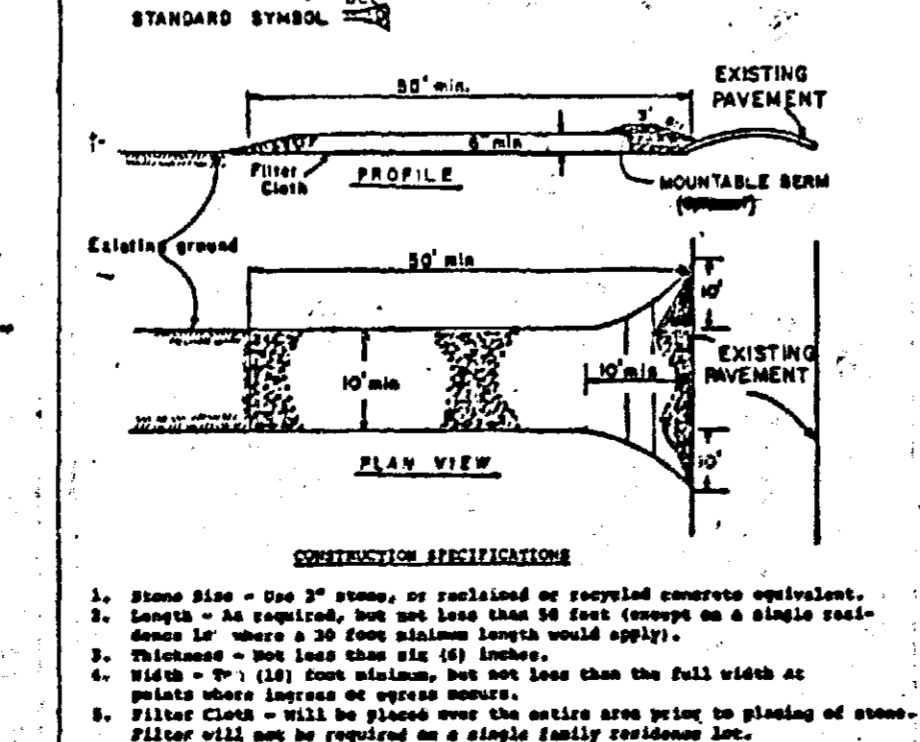 STANDARD SYMBOL
50' min.
EXISTING
PAVEMENT
3'
6" min
Filter
Cloth
PROFILE
MOUNTABLE BERM
Existing ground
50' min
10'
EXISTING
PAVEMENT
10' min
10' min
PLAN VIEW
10'
CONSTRUCTION SPECIFICATIONS
1. Stone Size - Use 2" stone, or reclaimed or recycled concrete equivalent.
2. Length - As required, but not less than 50 feet (except on a single resi-
dence where a 30 foot minimum length would apply).
3. Thickness - Not less than six (6) inches.
4. Width - (10) foot minimum, but not less than the full width at
points where ingress or egress occurs.
5. Filter Cloth - Will be placed over the entire area prior to placing of stone.
Filter will not be required on a single family residence lot.